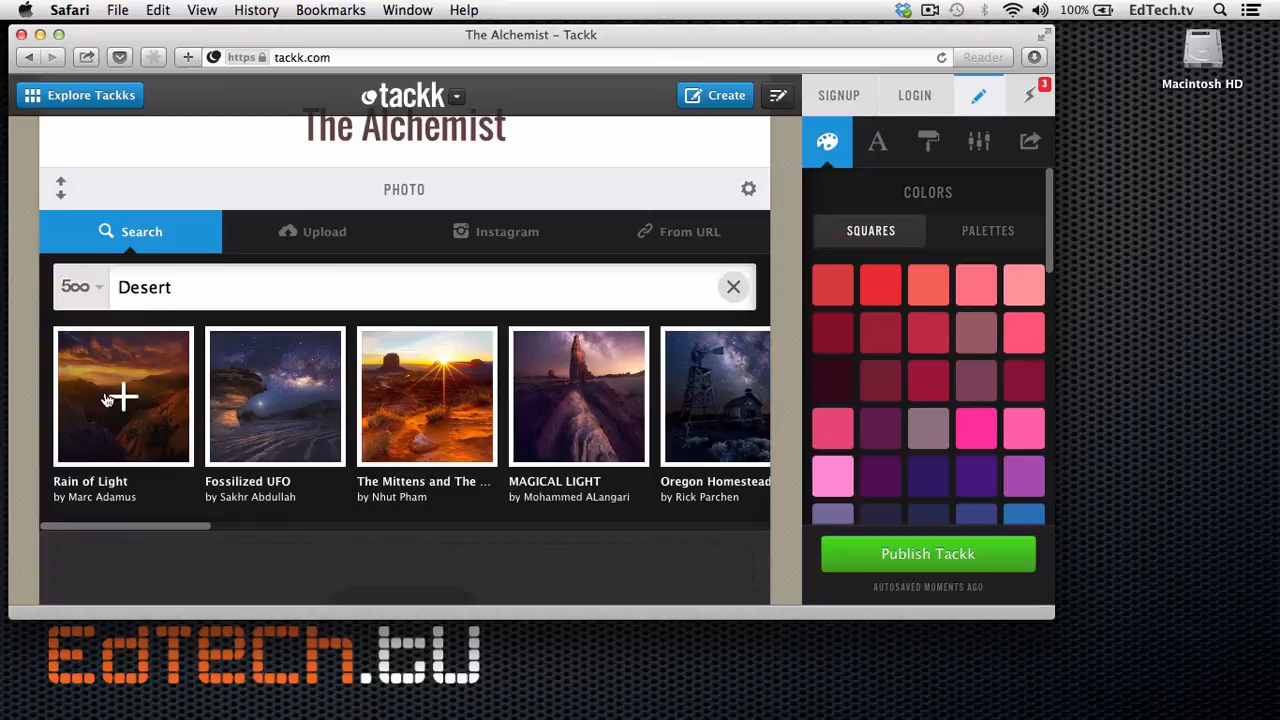 Safari File Edit View History Bookmarks Window Help 100% EdTech.tv
The Alchemist – Tackk
https tackk.com Reader
Macintosh HD
Explore Tackks tackk Create SIGNUP LOGIN 3
The Alchemist
A
PHOTO
COLORS
Search Upload Instagram From URL
SQUARES PALETTES
500 Desert
Rain of Light
by Marc Adamus
Fossilized UFO
by Sakhr Abdullah
The Mittens and The ...
by Nhut Pham
MAGICAL LIGHT
by Mohammed ALangari
Oregon Homestead
by Rick Parchen
Publish Tackk
AUTOSAVED MOMENTS AGO
EdTech.tv